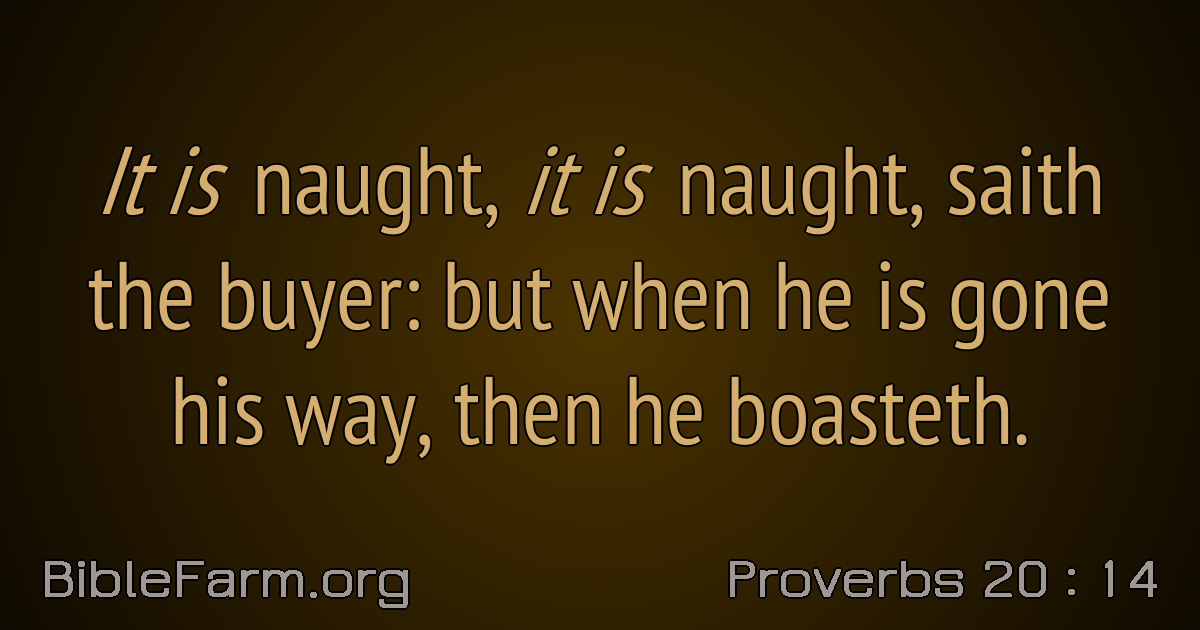 It is naught, it is naught, saith
the buyer: but when he is gone
his way, then he boasteth.
BibleFarm.org
Proverbs 20 : 14